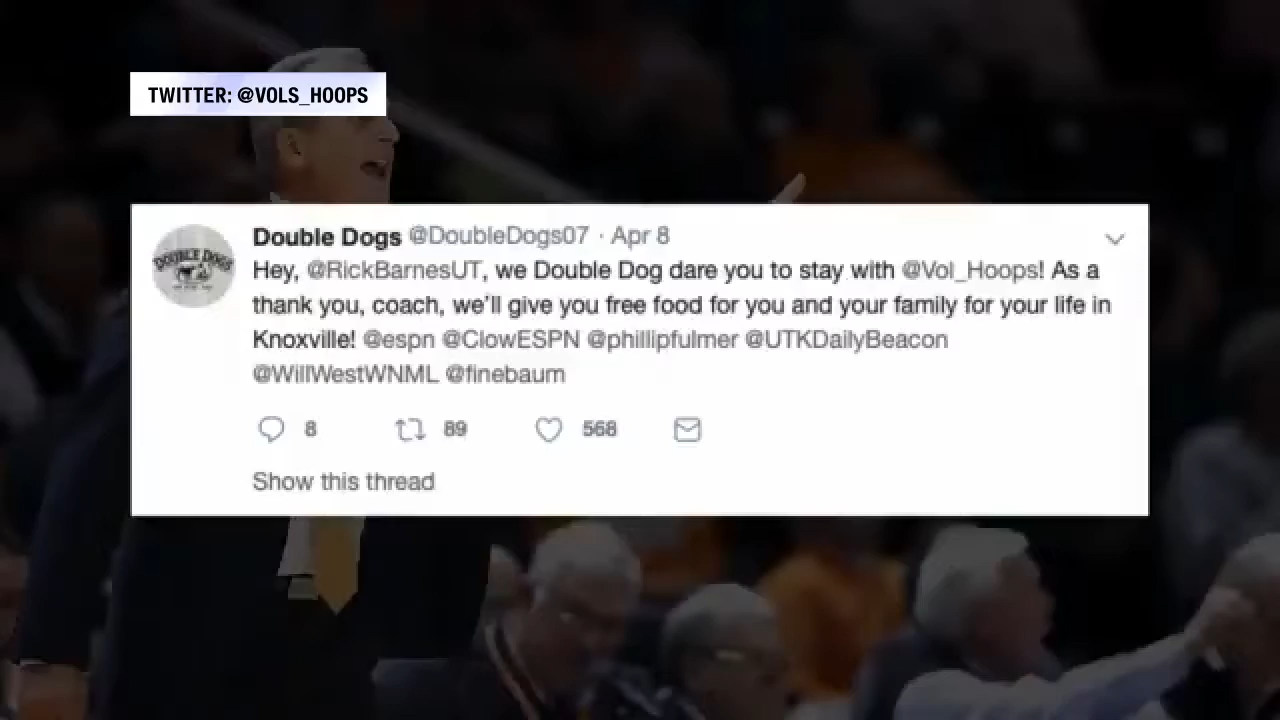 TWITTER: @VOLS_HOOPS
DOUBLE DOGS
Double Dogs @DoubleDogs07 · Apr 8
Hey, @RickBarnesUT, we Double Dog dare you to stay with @Vol_Hoops! As a
thank you, coach, we'll give you free food for you and your family for your life in
Knoxville! @espn @ClowESPN @phillipfulmer @UTKDailyBeacon
@WillWestWNML @finebaum
8 89 568
Show this thread